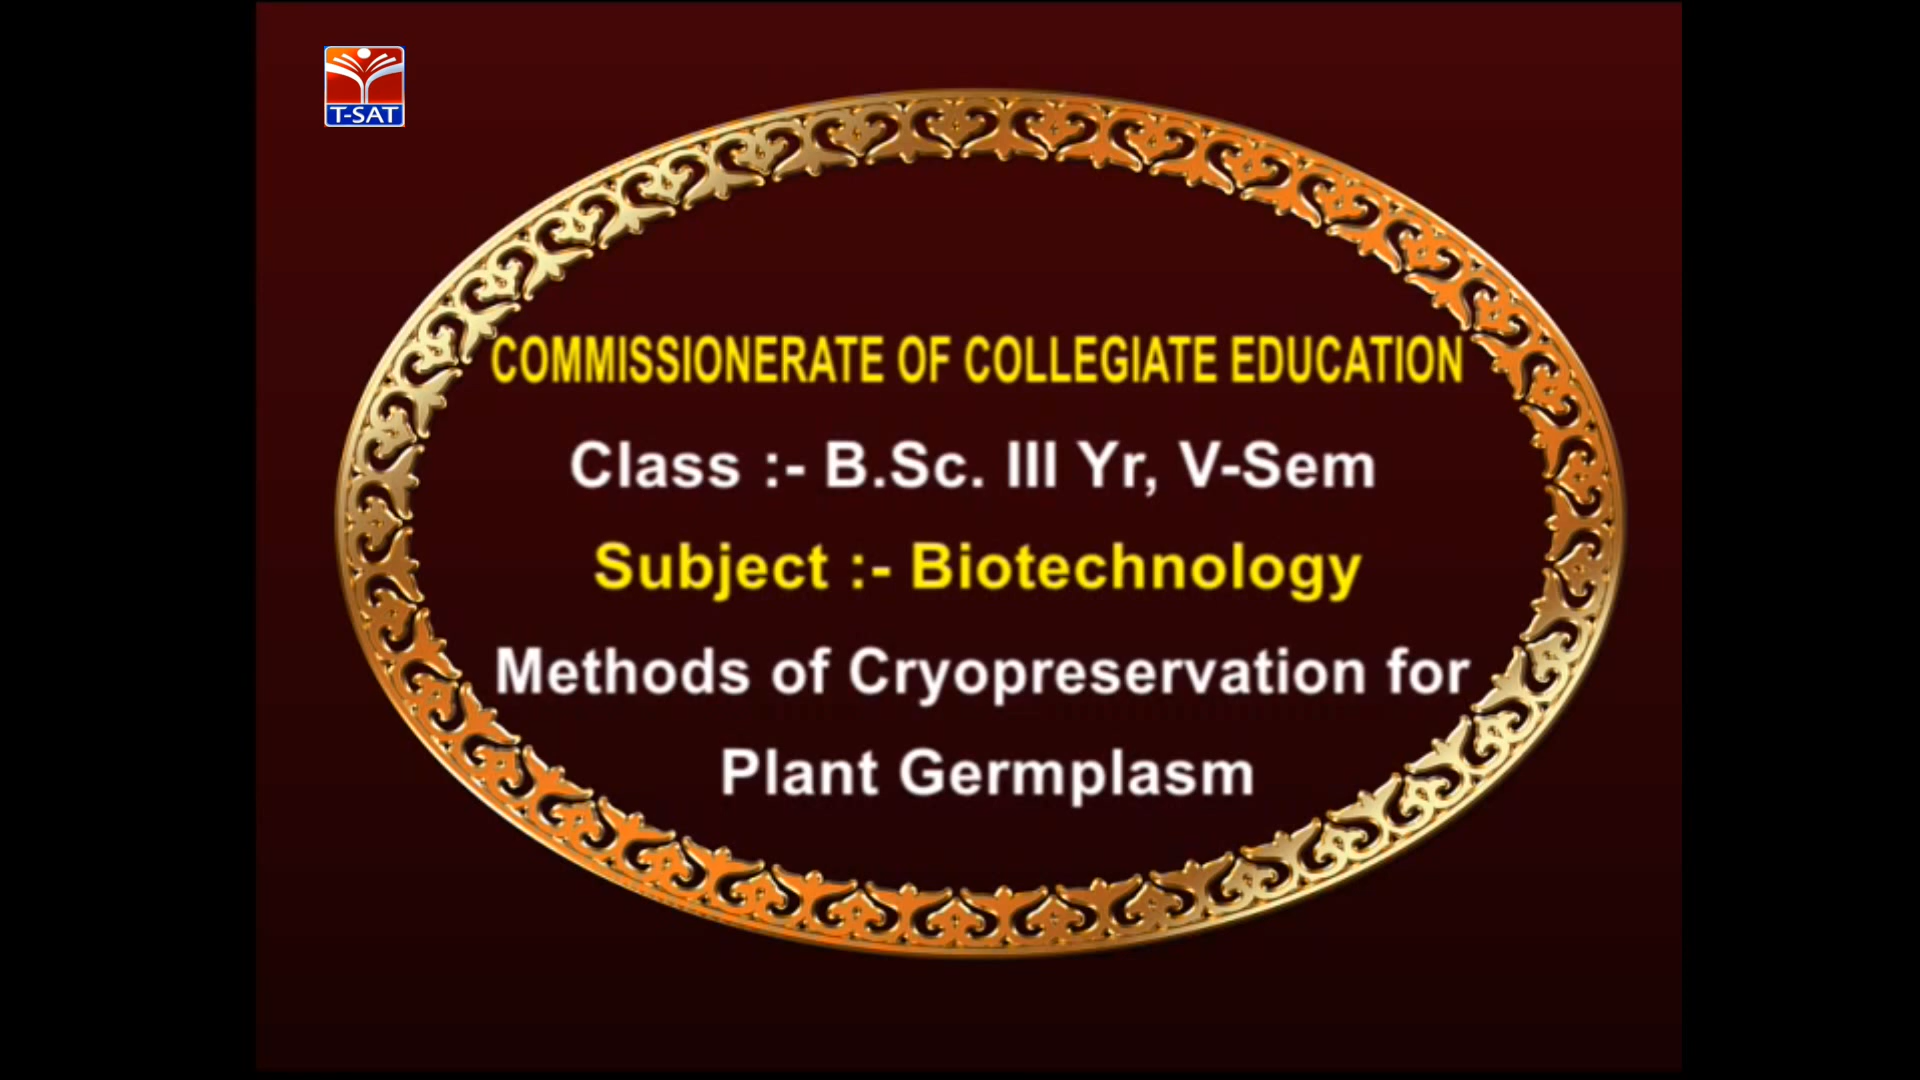 T-SAT
COMMISSIONERATE OF COLLEGIATE EDUCATION
Class :- B.Sc. III Yr, V-Sem
Subject :- Biotechnology
Methods of Cryopreservation for
Plant Germplasm